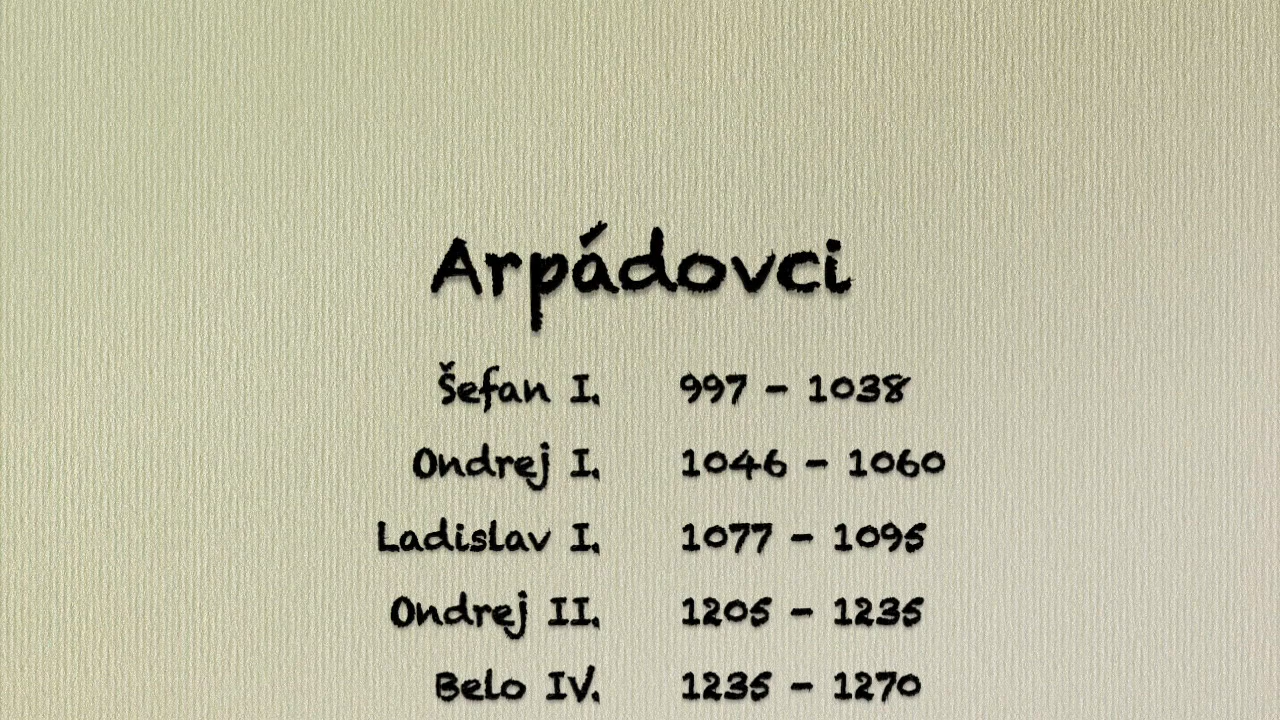 Arpádovci
Šefan I. 997 - 1038
Ondrej I. 1046 - 1060
Ladislav I. 1077 - 1095
Ondrej II. 1205 - 1235
Belo IV. 1235 - 1270